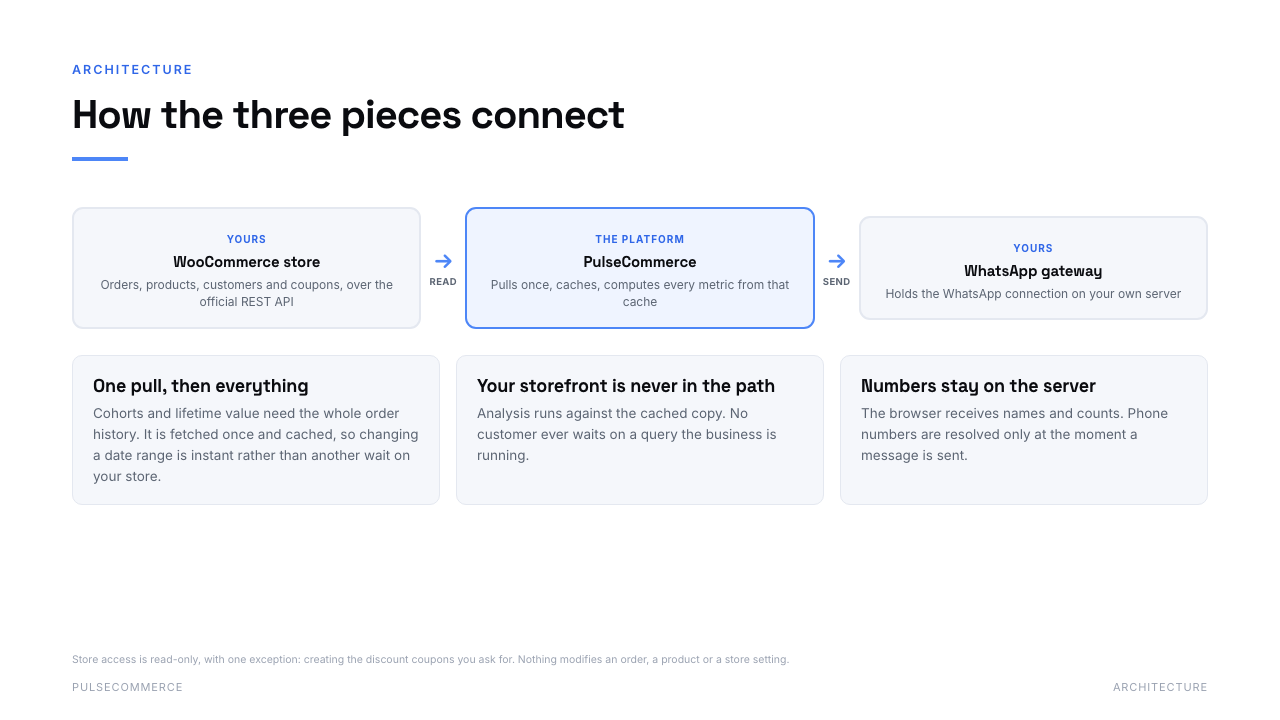 ARCHITECTURE
How the three pieces connect
YOURS
WooCommerce store
Orders, products, customers and coupons, over the
official REST API
READ
THE PLATFORM
PulseCommerce
Pulls once, caches, computes every metric from that
cache
SEND
YOURS
WhatsApp gateway
Holds the WhatsApp connection on your own server
One pull, then everything
Cohorts and lifetime value need the whole order
history. It is fetched once and cached, so changing
a date range is instant rather than another wait on
your store.
Your storefront is never in the path
Analysis runs against the cached copy. No
customer ever waits on a query the business is
running.
Numbers stay on the server
The browser receives names and counts. Phone
numbers are resolved only at the moment a
message is sent.
Store access is read-only, with one exception: creating the discount coupons you ask for. Nothing modifies an order, a product or a store setting.
PULSECOMMERCE
ARCHITECTURE